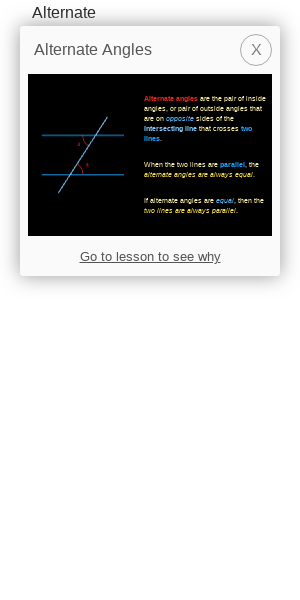 Alternate
Alternate Angles
X
Alternate angles are the pair of inside
angles, or pair of outside angles that
are on opposite sides of the
intersecting line that crosses two
lines.
When the two lines are parallel, the
alternate angles are always equal.
If alternate angles are equal, then the
two lines are always parallel.
Go to lesson to see why